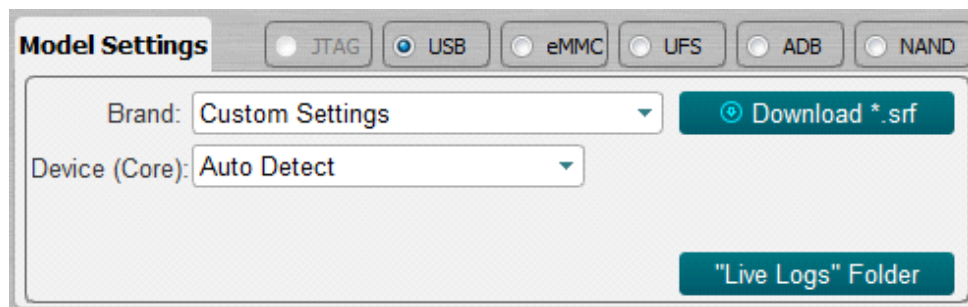 Model Settings JTAG USB eMMC UFS ADB NAND
Brand: Custom Settings Download *.srf
Device (Core): Auto Detect
"Live Logs" Folder